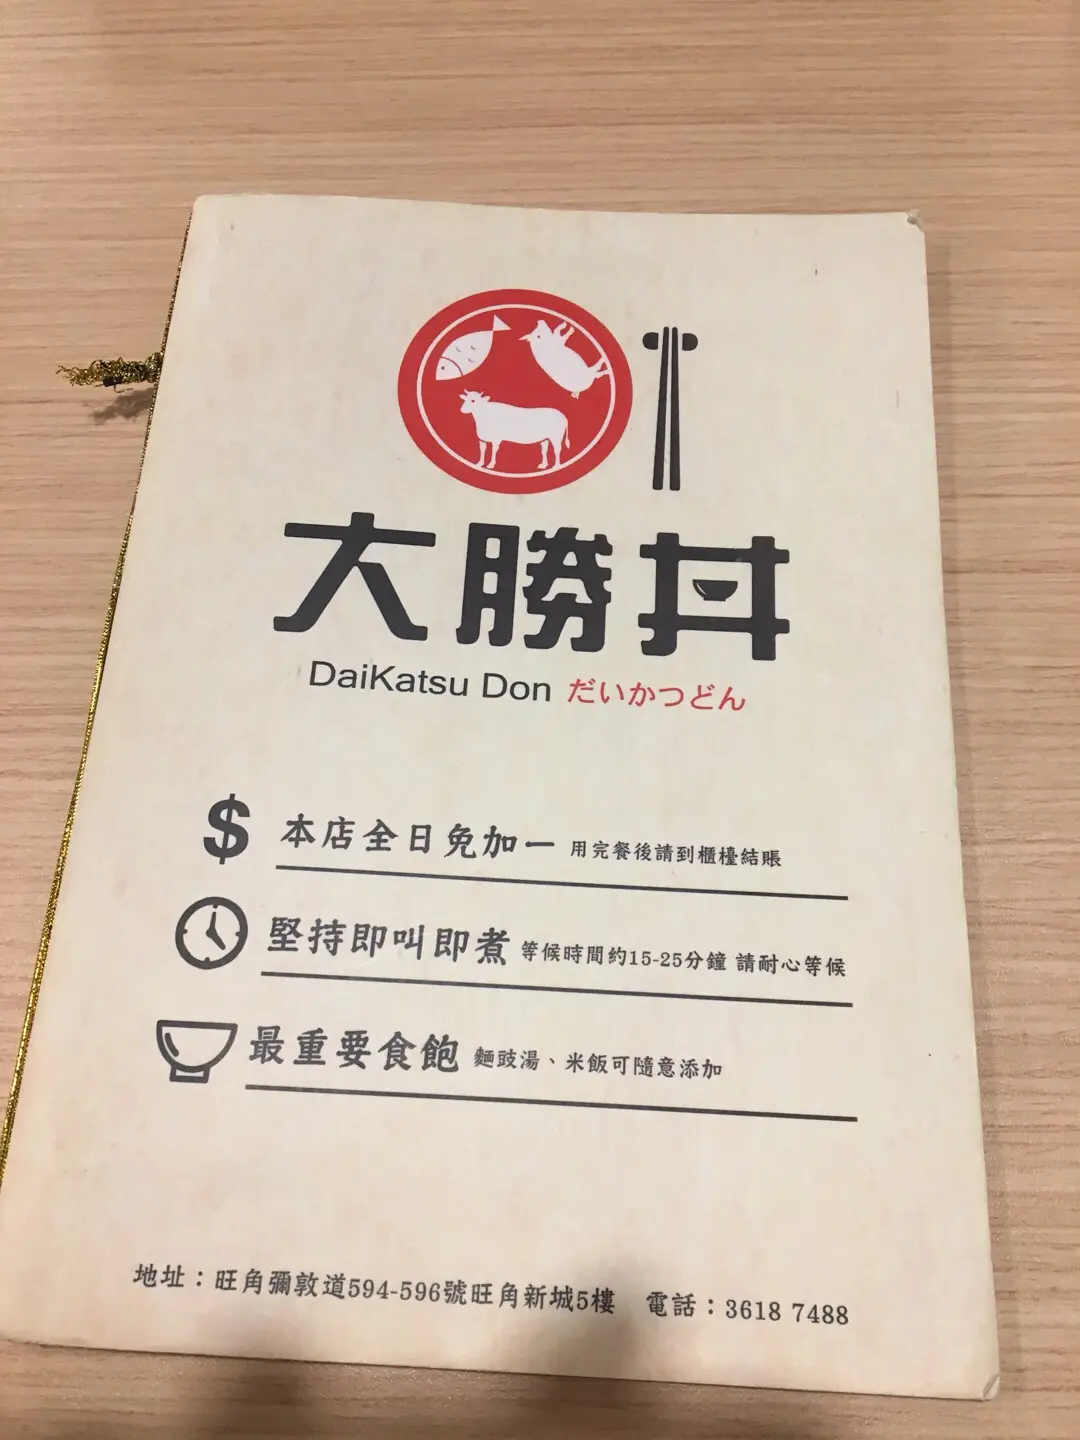 大勝丼
DaiKatsu Don だいかつどん
$ 本店全日免加一 用完餐後請到櫃檯結賬
堅持即叫即煮 等候時間約15-25分鐘 請耐心等候
最重要食飽 麵豉湯、米飯可隨意添加
地址：旺角彌敦道594-596號旺角新城5樓 電話：3618 7488